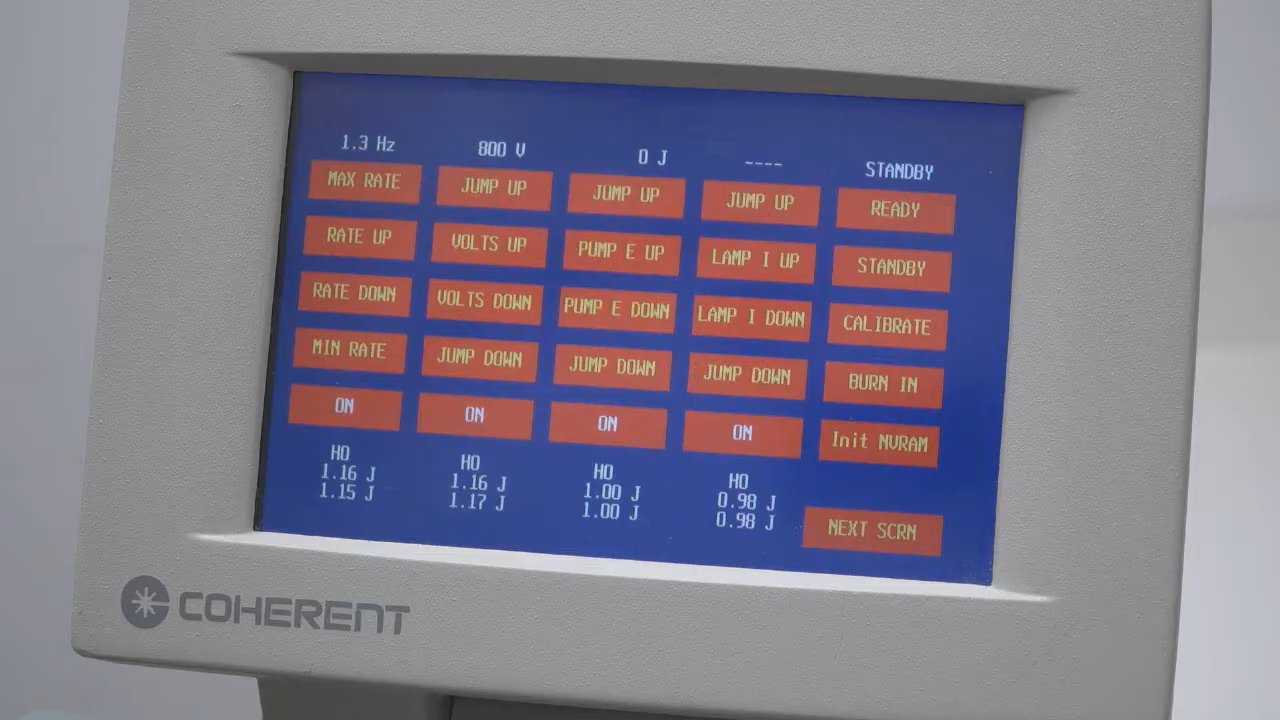 1.3 Hz 800 V 0 J ---- STANDBY
MAX RATE JUMP UP JUMP UP JUMP UP READY
RATE UP VOLTS UP PUMP E UP LAMP I UP STANDBY
RATE DOWN VOLTS DOWN PUMP E DOWN LAMP I DOWN CALIBRATE
MIN RATE JUMP DOWN JUMP DOWN JUMP DOWN BURN IN
ON ON ON ON Init NVRAM
HO HO HO HO
1.16 J 1.16 J 1.00 J 0.98 J
1.15 J 1.17 J 1.00 J 0.98 J NEXT SCRN
COHERENT